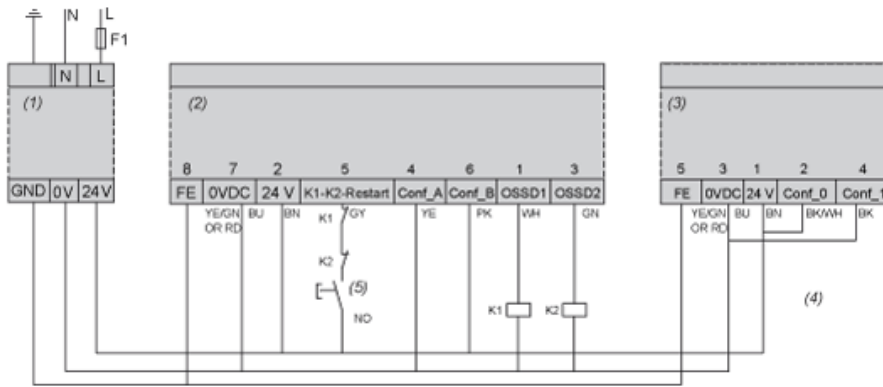 N L
F1
N L
(1) (2) (3)
8 7 2 5 4 6 1 3 5 3 1 2 4
GND 0V 24V FE 0VDC 24 V K1-K2-Restart Conf_A Conf_B OSSD1 OSSD2 FE 0VDC 24 V Conf_0 Conf_1
YE/GN BU BN K1 GY YE PK WH GN YE/GN BU BN BK/WH BK
OR RD OR RD
K2
(5) (4)
K1 K2
NO